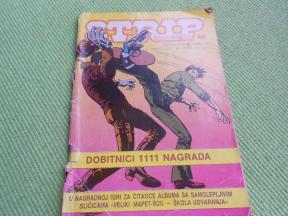 STRIP
DOBITNICI 1111 NAGRADA
U NAGRADNOJ IGRI ZA ČITAOCE ALBUMA SA SAMOLEPLJIVIM
SLIČICAMA »VELIKI MAPET-ŠOU – ŠKOLA UDVARANJA«